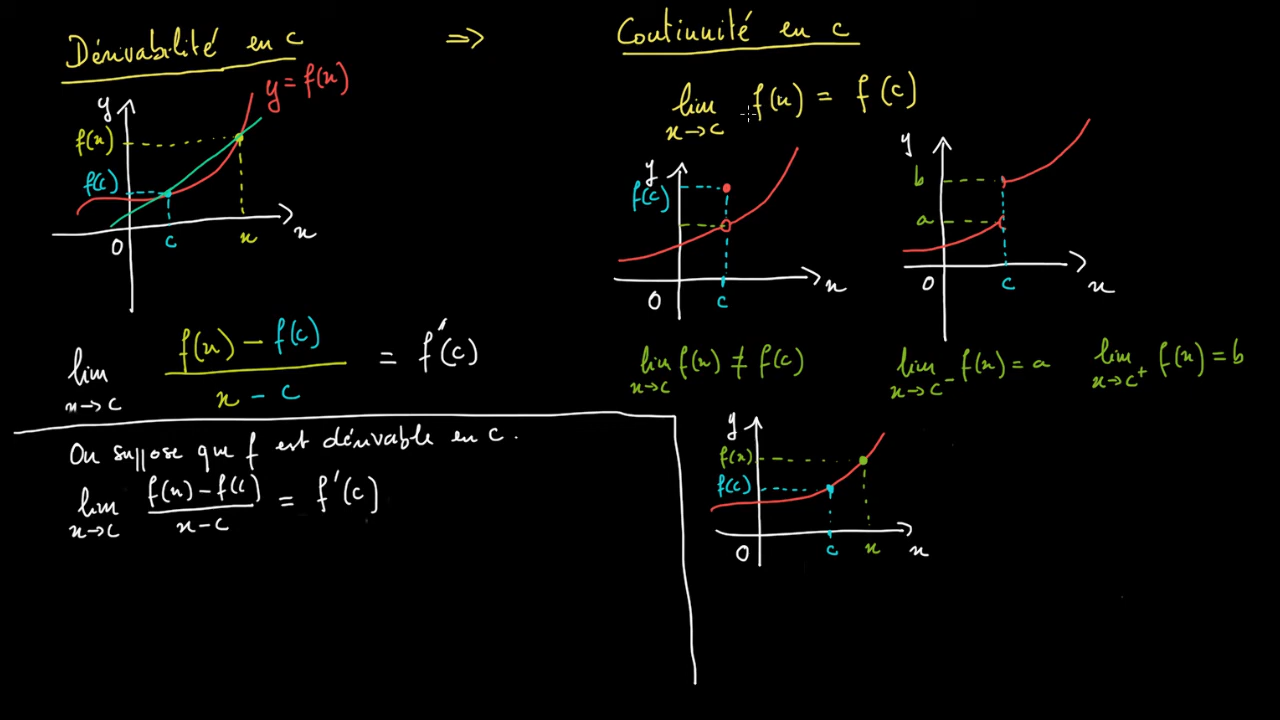 Dérivabilité en c ⇒ Continuité en c
y = f(x)
y
f(x)
f(c)
0 c x x
lim x→c (f(x) − f(c)) / (x − c) = f'(c)
lim x→c f(x) = f(c)
y
f(c)
0 c x
lim x→c f(x) ≠ f(c)
y
b
a
0 c x
lim x→c⁻ f(x) = a lim x→c⁺ f(x) = b
On suppose que f est dérivable en c.
lim x→c (f(x) − f(c)) / (x − c) = f'(c)
y
f(x)
f(c)
0 c x x